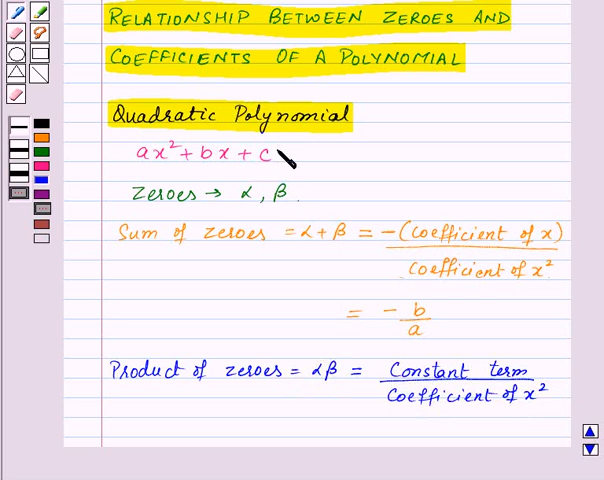 RELATIONSHIP BETWEEN ZEROES AND
COEFFICIENTS OF A POLYNOMIAL
Quadratic Polynomial
ax² + bx + c
Zeroes → α, β.
Sum of zeroes = α + β = -(coefficient of x) / coefficient of x²
= - b/a
Product of zeroes = αβ = Constant term / Coefficient of x²